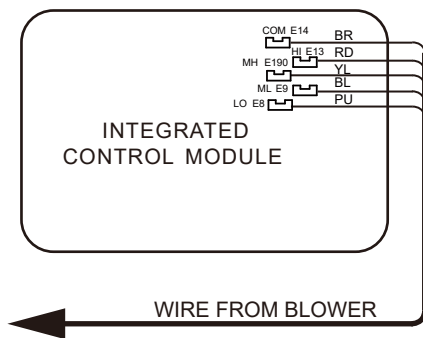 COM E14 BR
HI E13 RD
MH E190 YL
ML E9 BL
LO E8 PU
INTEGRATED
CONTROL MODULE
WIRE FROM BLOWER